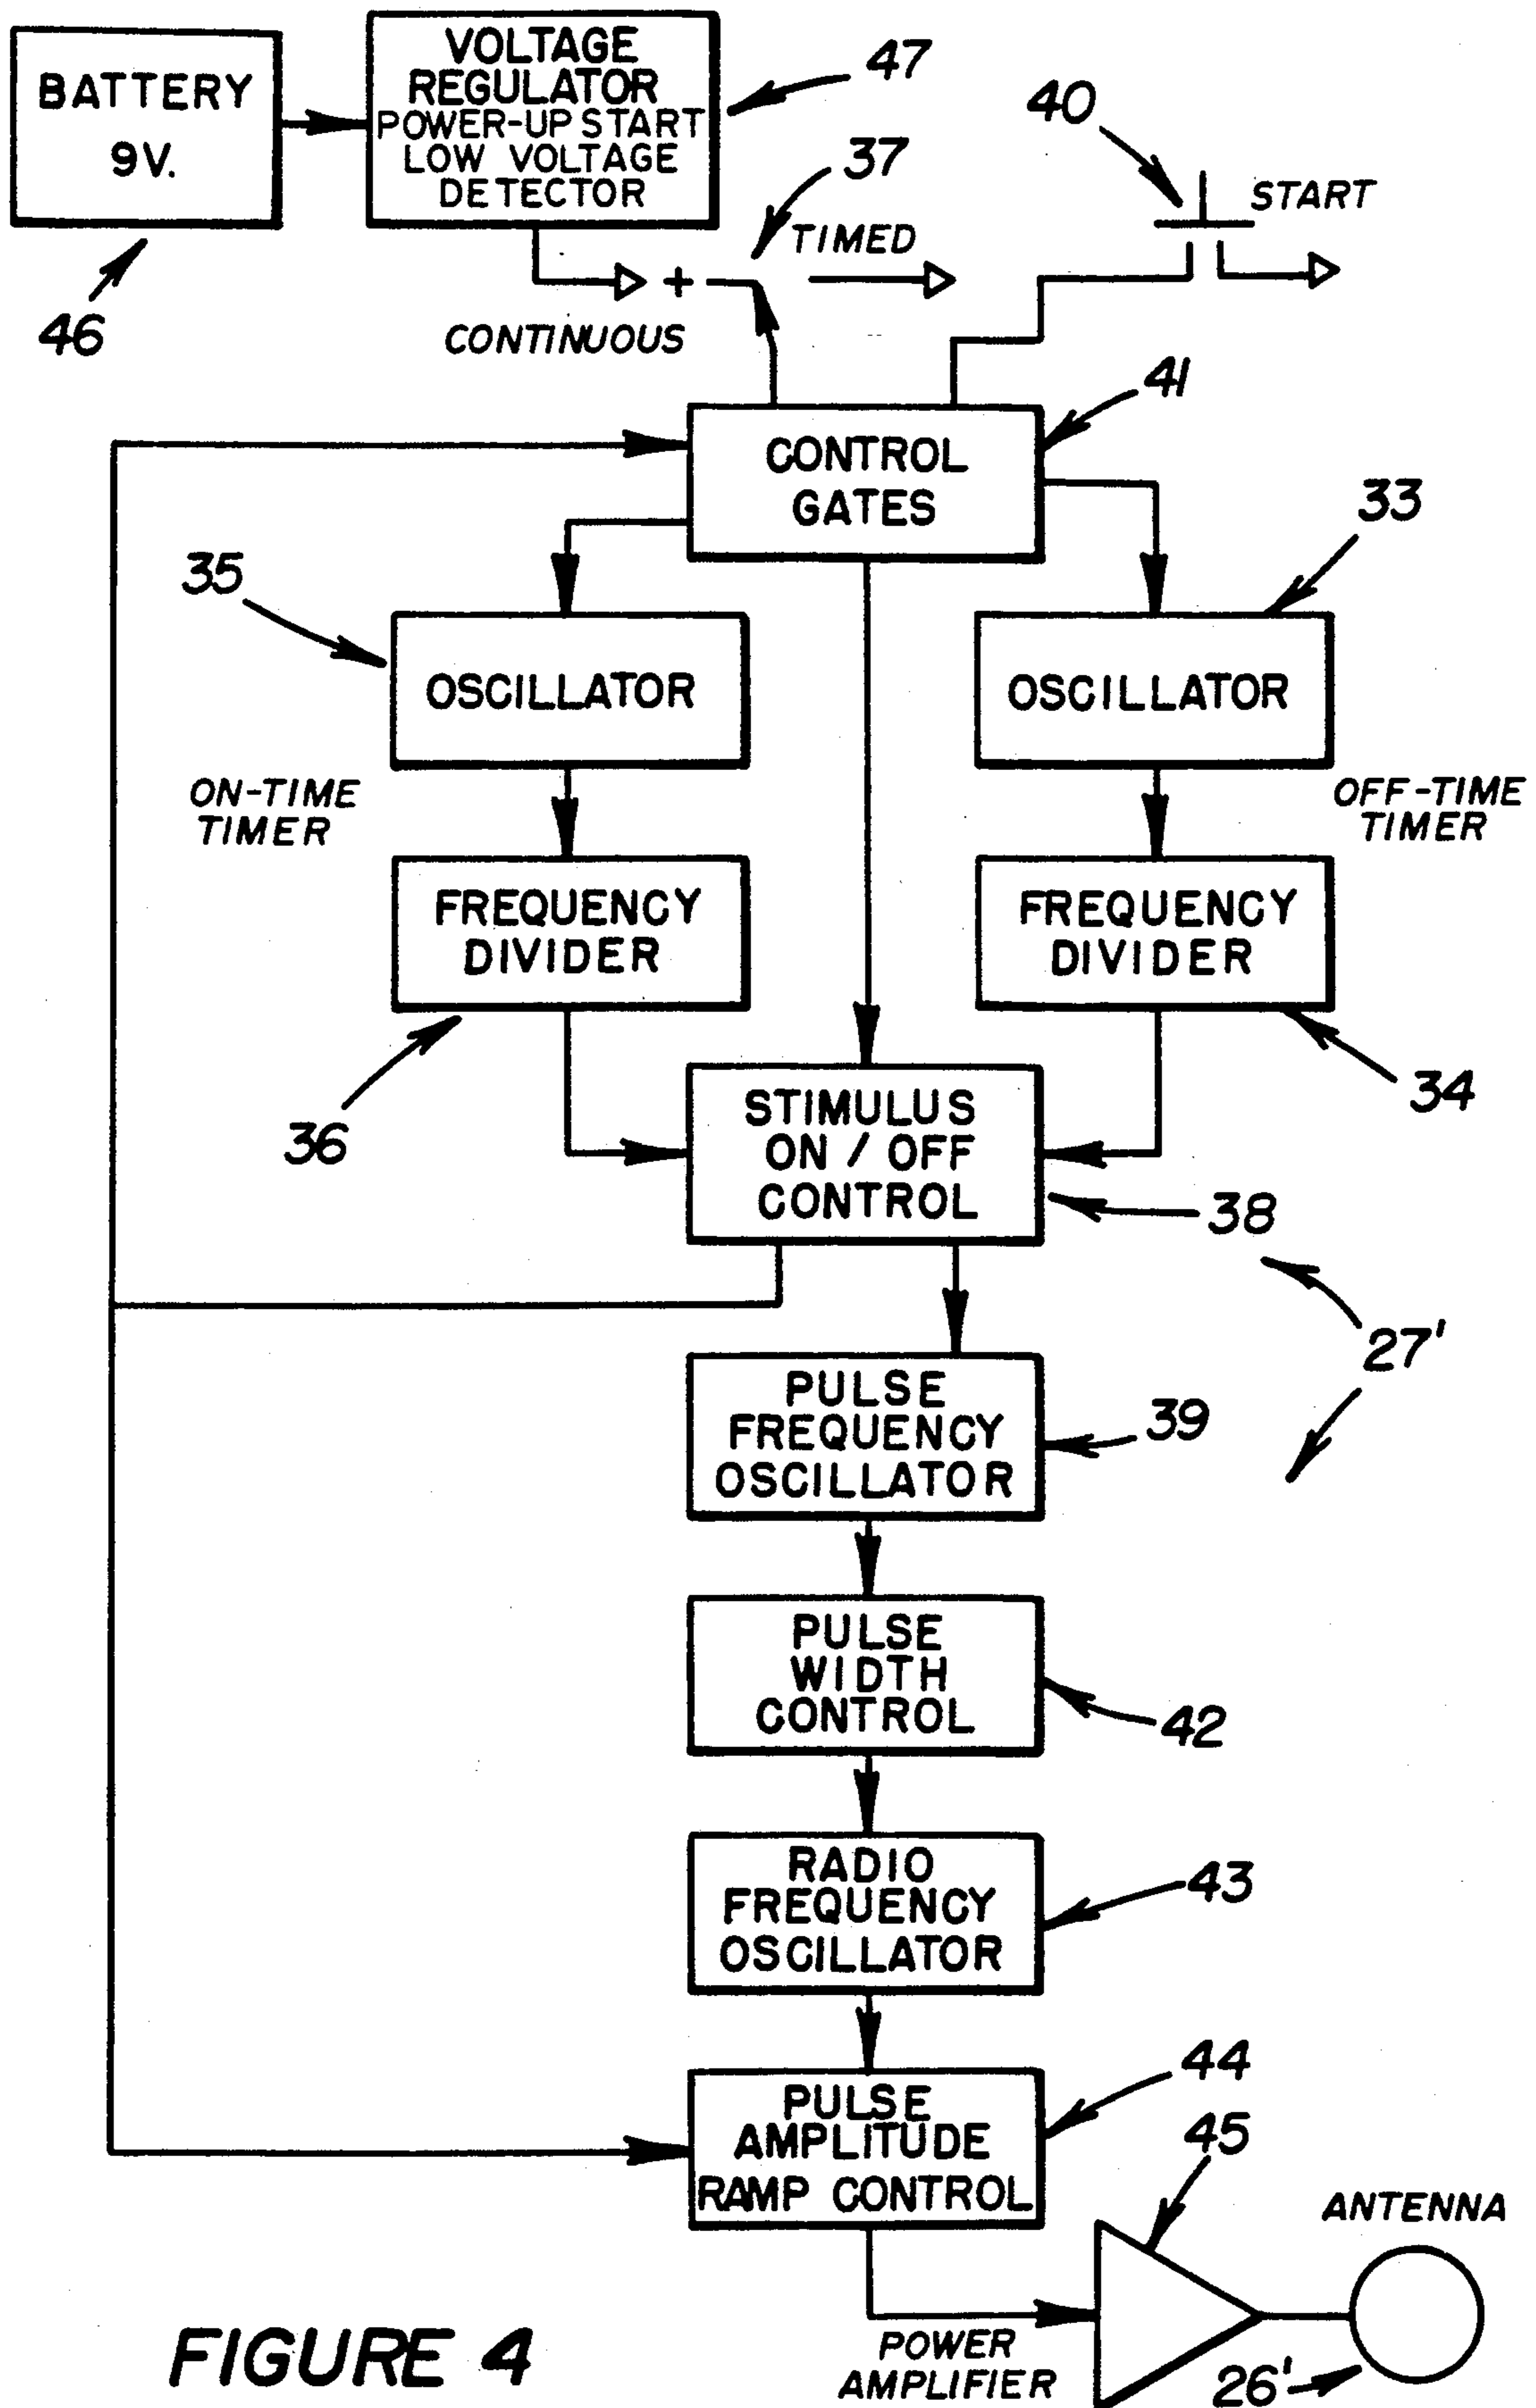 BATTERY
9V.
VOLTAGE
REGULATOR
POWER-UP START
LOW VOLTAGE
DETECTOR
47
40
37
START
TIMED
+
46
CONTINUOUS
41
CONTROL
GATES
33
35
OSCILLATOR
OSCILLATOR
ON-TIME
TIMER
OFF-TIME
TIMER
FREQUENCY
DIVIDER
FREQUENCY
DIVIDER
34
36
STIMULUS
ON / OFF
CONTROL
38
27'
PULSE
FREQUENCY
OSCILLATOR
39
PULSE
WIDTH
CONTROL
42
RADIO
FREQUENCY
OSCILLATOR
43
PULSE
AMPLITUDE
RAMP CONTROL
44
45
ANTENNA
POWER
AMPLIFIER
26'
FIGURE 4